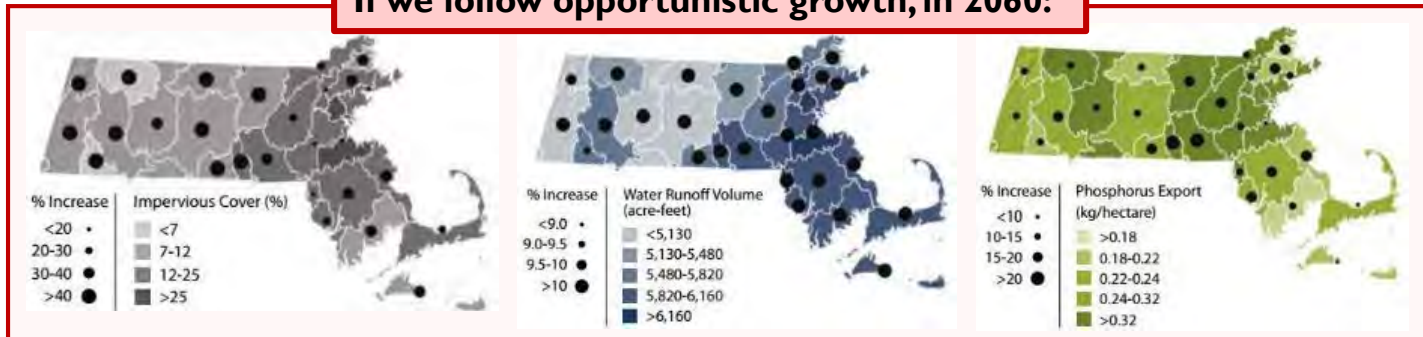 If we follow opportunistic growth, in 2060:
% Increase
<20
20-30
30-40
>40
Impervious Cover (%)
<7
7-12
12-25
>25
% Increase
<9.0
9.0-9.5
9.5-10
>10
Water Runoff Volume
(acre-feet)
<5,130
5,130-5,480
5,480-5,820
5,820-6,160
>6,160
% Increase
<10
10-15
15-20
>20
Phosphorus Export
(kg/hectare)
>0.18
0.18-0.22
0.22-0.24
0.24-0.32
>0.32